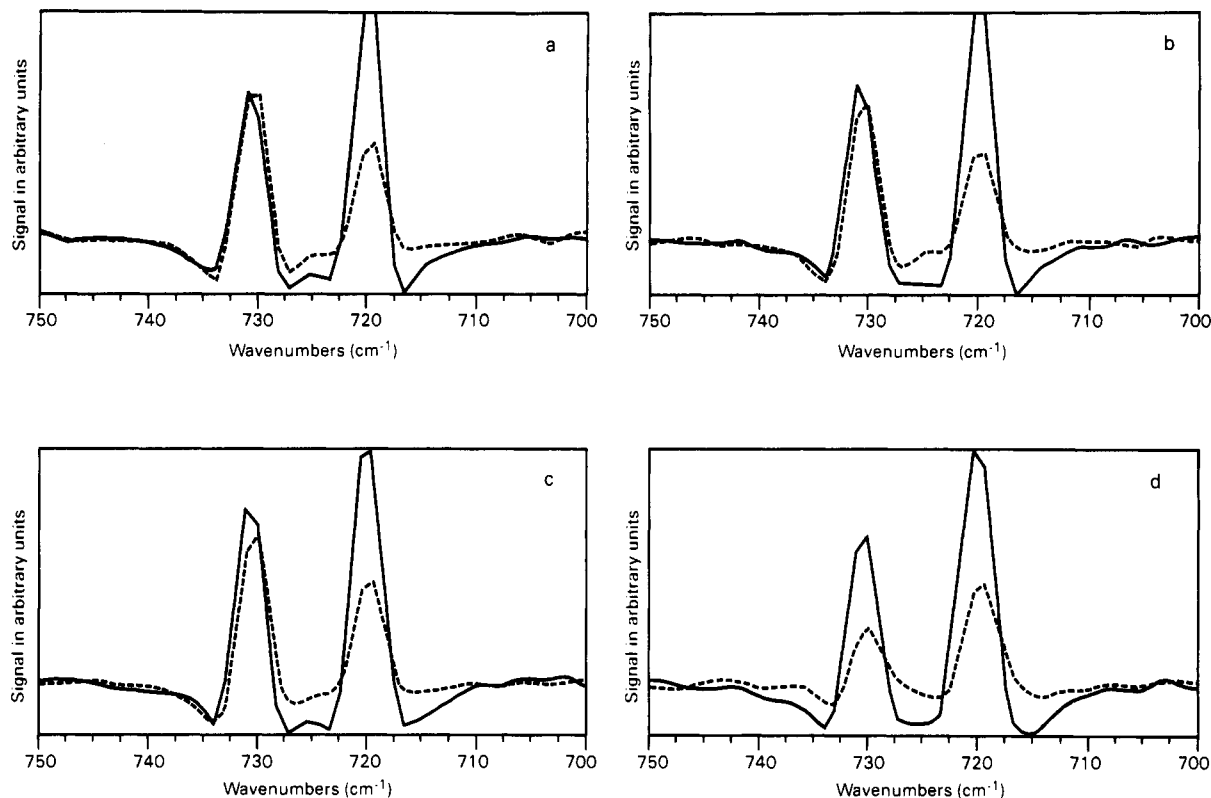 a
Signal in arbitrary units
750 740 730 720 710 700
Wavenumbers (cm⁻¹)
b
Signal in arbitrary units
750 740 730 720 710 700
Wavenumbers (cm⁻¹)
c
Signal in arbitrary units
750 740 730 720 710 700
Wavenumbers (cm⁻¹)
d
Signal in arbitrary units
750 740 730 720 710 700
Wavenumbers (cm⁻¹)